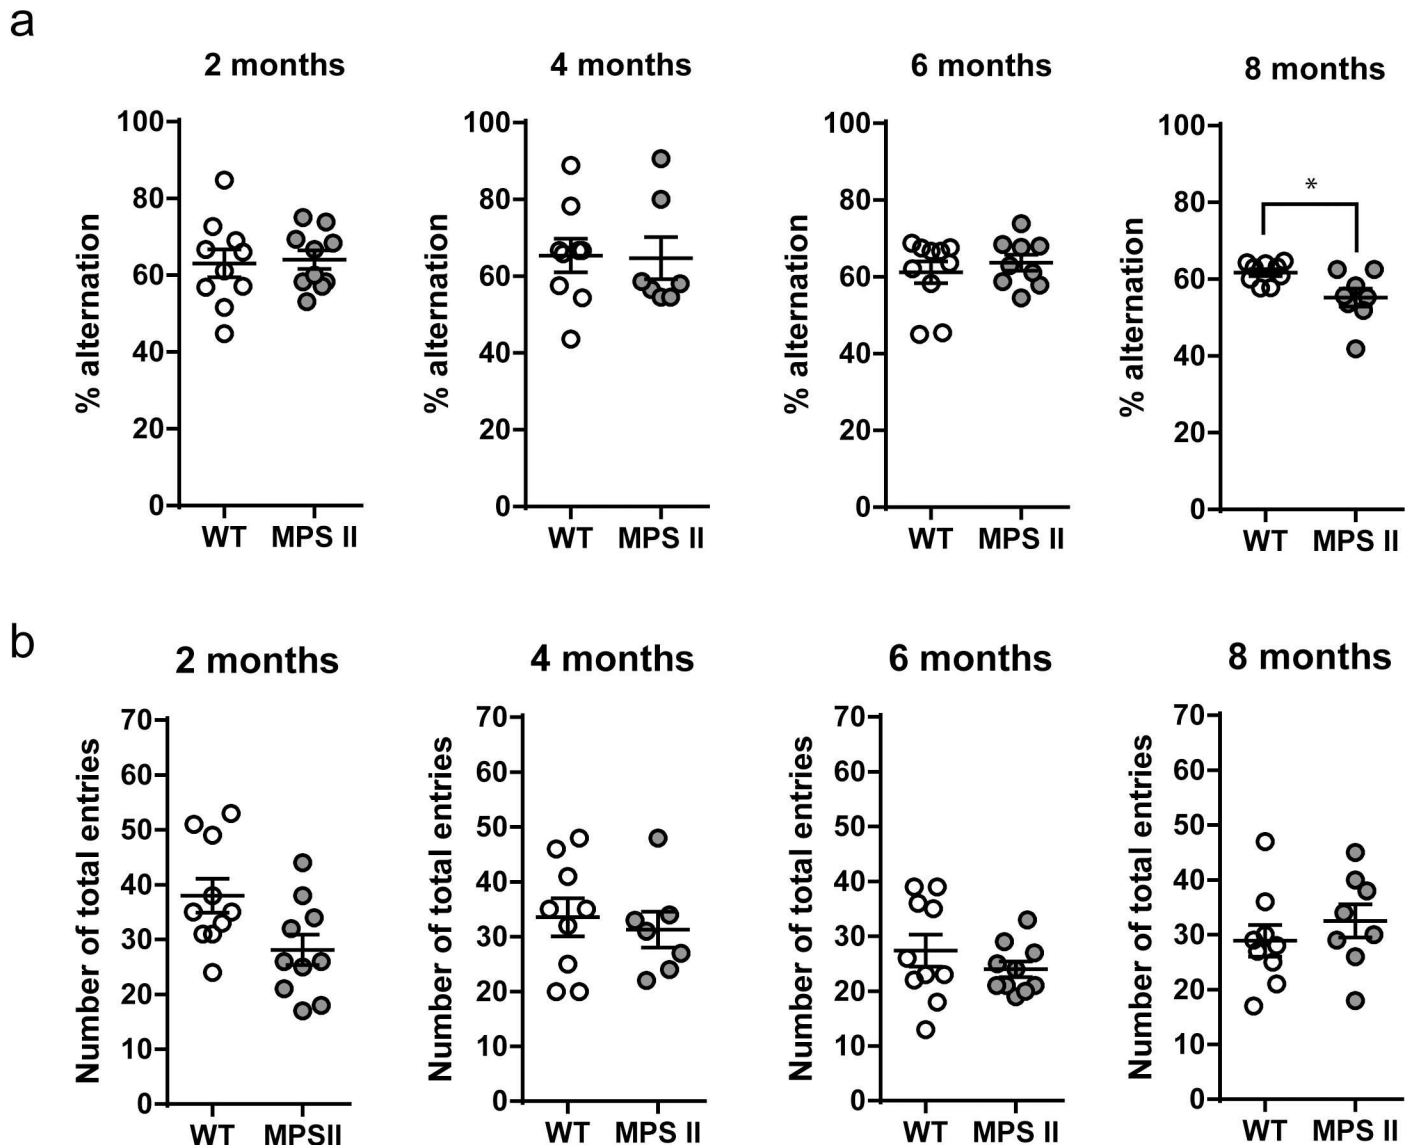 a
2 months
4 months
6 months
8 months
% alternation
100
80
60
40
20
0
WT
MPS II
% alternation
100
80
60
40
20
0
WT
MPS II
% alternation
100
80
60
40
20
0
WT
MPS II
% alternation
100
80
60
40
20
0
*
WT
MPS II
b
2 months
4 months
6 months
8 months
Number of total entries
70
60
50
40
30
20
10
0
WT
MPSII
Number of total entries
70
60
50
40
30
20
10
0
WT
MPS II
Number of total entries
70
60
50
40
30
20
10
0
WT
MPS II
Number of total entries
70
60
50
40
30
20
10
0
WT
MPS II